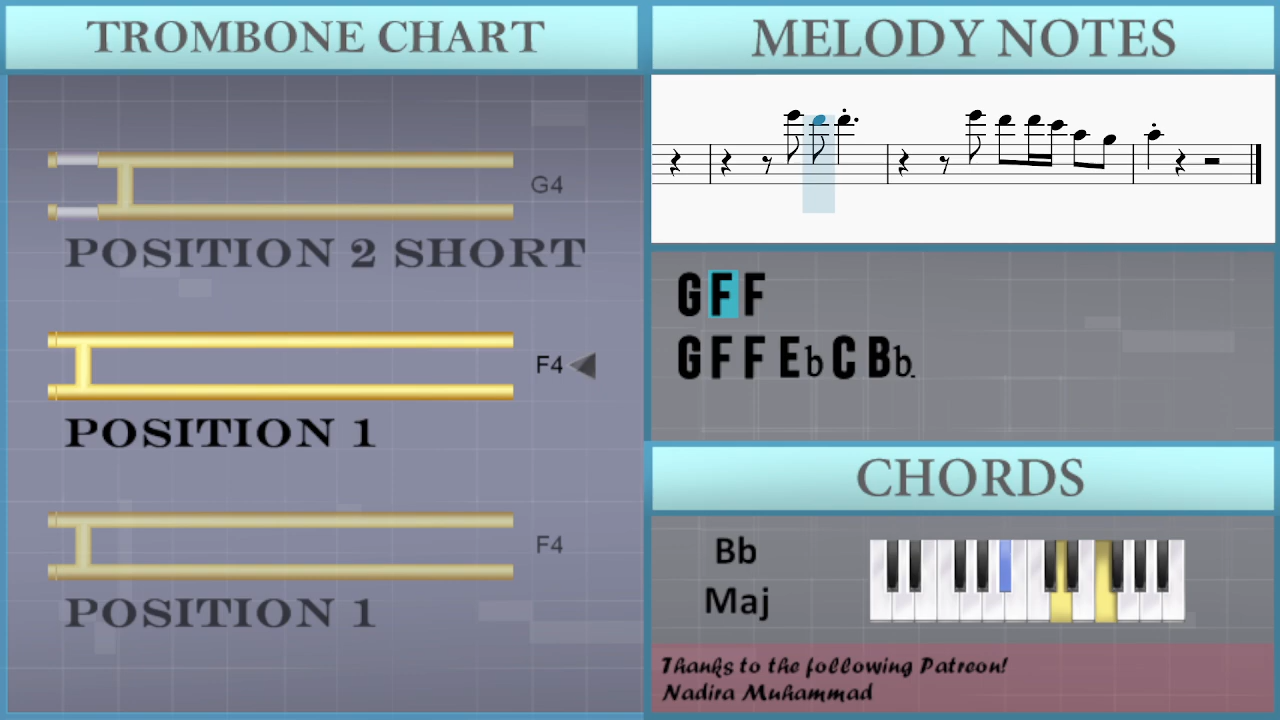 TROMBONE CHART
G4
POSITION 2 SHORT
F4
POSITION 1
F4
POSITION 1
MELODY NOTES
G F F
G F F Eb C Bb.
CHORDS
Bb
Maj
Thanks to the following Patreon!
Nadira Muhammad